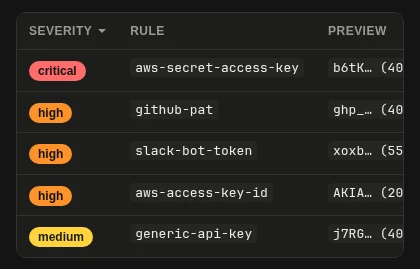 SEVERITY RULE PREVIEW
critical aws-secret-access-key b6tK… (40
high github-pat ghp_… (40
high slack-bot-token xoxb… (55
high aws-access-key-id AKIA… (20
medium generic-api-key j7RG… (40